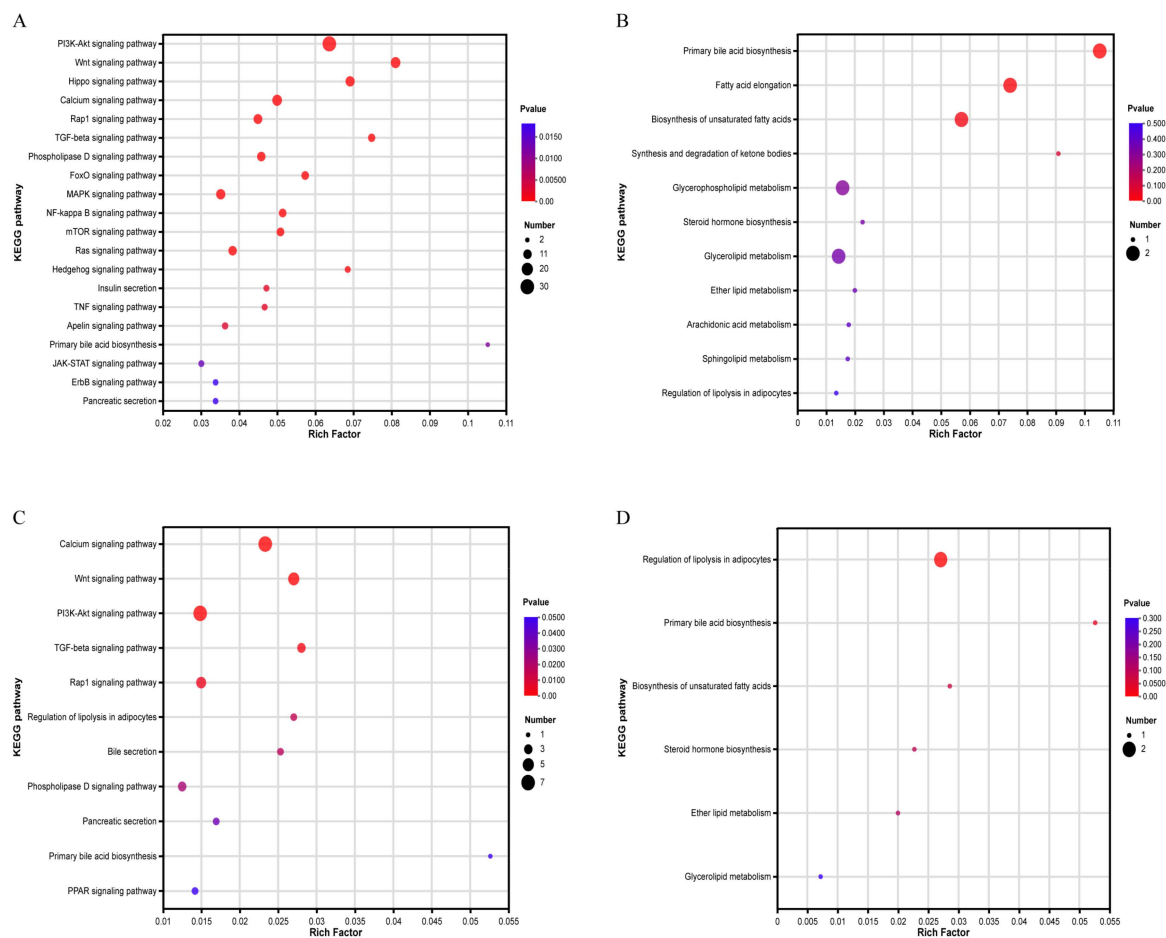 A
PI3K-Akt signaling pathway
Wnt signaling pathway
Hippo signaling pathway
Calcium signaling pathway
Rap1 signaling pathway
TGF-beta signaling pathway
Phospholipase D signaling pathway
FoxO signaling pathway
MAPK signaling pathway
NF-kappa B signaling pathway
mTOR signaling pathway
Ras signaling pathway
Hedgehog signaling pathway
Insulin secretion
TNF signaling pathway
Apelin signaling pathway
Primary bile acid biosynthesis
JAK-STAT signaling pathway
ErbB signaling pathway
Pancreatic secretion
KEGG pathway
0.02 0.03 0.04 0.05 0.06 0.07 0.08 0.09 0.10 0.11
Rich Factor
Pvalue
0.0150
0.0100
0.00500
0.00
Number
2
11
20
30
B
Primary bile acid biosynthesis
Fatty acid elongation
Biosynthesis of unsaturated fatty acids
Synthesis and degradation of ketone bodies
Glycerophospholipid metabolism
Steroid hormone biosynthesis
Glycerolipid metabolism
Ether lipid metabolism
Arachidonic acid metabolism
Sphingolipid metabolism
Regulation of lipolysis in adipocytes
KEGG pathway
0 0.01 0.02 0.03 0.04 0.05 0.06 0.07 0.08 0.09 0.10 0.11
Rich Factor
Pvalue
0.500
0.400
0.300
0.200
0.100
0.00
Number
1
2
C
Calcium signaling pathway
Wnt signaling pathway
PI3K-Akt signaling pathway
TGF-beta signaling pathway
Rap1 signaling pathway
Regulation of lipolysis in adipocytes
Bile secretion
Phospholipase D signaling pathway
Pancreatic secretion
Primary bile acid biosynthesis
PPAR signaling pathway
KEGG pathway
0.01 0.015 0.02 0.025 0.03 0.035 0.04 0.045 0.05 0.055
Rich Factor
Pvalue
0.0500
0.0400
0.0300
0.0200
0.0100
0.00
Number
1
3
5
7
D
Regulation of lipolysis in adipocytes
Primary bile acid biosynthesis
Biosynthesis of unsaturated fatty acids
Steroid hormone biosynthesis
Ether lipid metabolism
Glycerolipid metabolism
KEGG pathway
0 0.005 0.01 0.015 0.02 0.025 0.03 0.035 0.04 0.045 0.05 0.055
Rich Factor
Pvalue
0.300
0.250
0.200
0.150
0.100
0.0500
0.00
Number
1
2